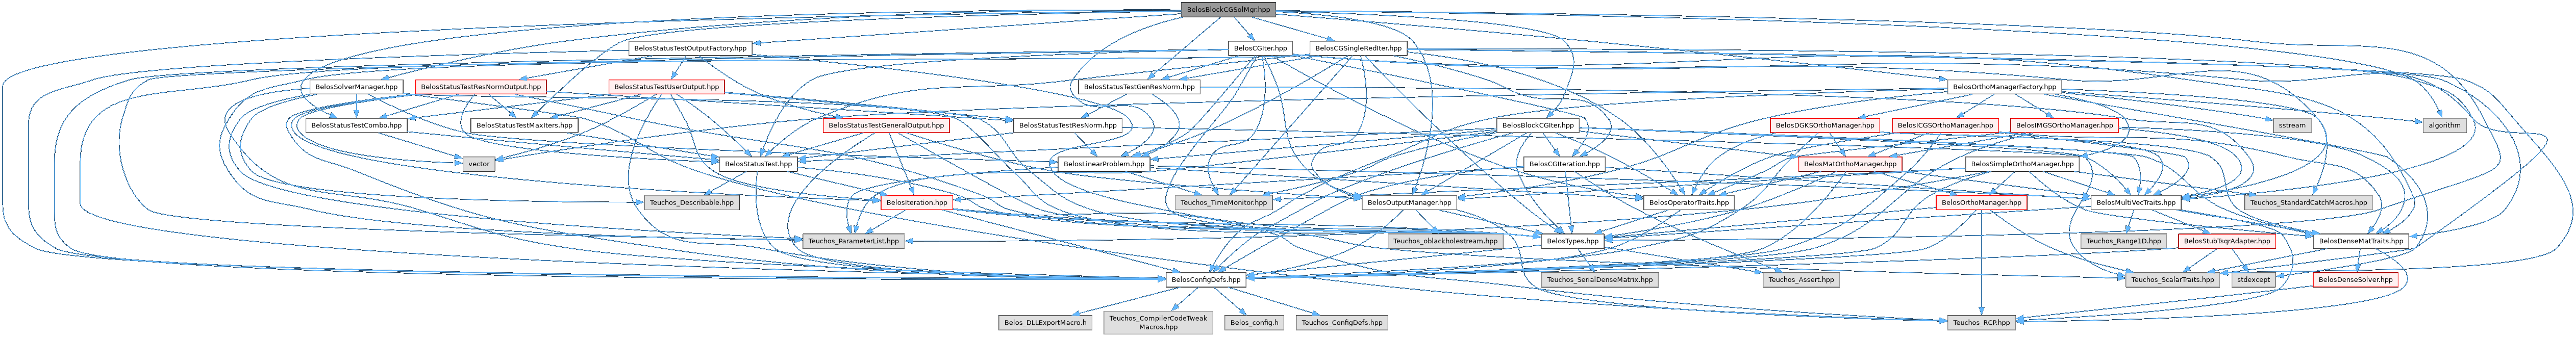 BelosBlockCGSolMgr.hpp
BelosStatusTestOutputFactory.hpp
BelosCGIter.hpp
BelosCGSingleRedIter.hpp
BelosSolverManager.hpp
BelosStatusTestResNormOutput.hpp
BelosStatusTestUserOutput.hpp
BelosStatusTestGenResNorm.hpp
BelosOrthoManagerFactory.hpp
BelosStatusTestCombo.hpp
BelosStatusTestMaxIters.hpp
BelosStatusTestGeneralOutput.hpp
BelosStatusTestResNorm.hpp
BelosBlockCGIter.hpp
BelosDGKSOrthoManager.hpp
BelosICGSOrthoManager.hpp
BelosIMGSOrthoManager.hpp
sstream
algorithm
vector
BelosStatusTest.hpp
BelosLinearProblem.hpp
BelosCGIteration.hpp
BelosMatOrthoManager.hpp
BelosSimpleOrthoManager.hpp
Teuchos_Describable.hpp
BelosIteration.hpp
Teuchos_TimeMonitor.hpp
BelosOutputManager.hpp
BelosOperatorTraits.hpp
BelosOrthoManager.hpp
BelosMultiVecTraits.hpp
Teuchos_StandardCatchMacros.hpp
Teuchos_ParameterList.hpp
Teuchos_oblackholestream.hpp
BelosTypes.hpp
Teuchos_Range1D.hpp
BelosStubTsqrAdapter.hpp
BelosDenseMatTraits.hpp
BelosConfigDefs.hpp
Teuchos_SerialDenseMatrix.hpp
Teuchos_Assert.hpp
Teuchos_ScalarTraits.hpp
stdexcept
BelosDenseSolver.hpp
Belos_DLLExportMacro.h
Teuchos_CompilerCodeTweak
Macros.hpp
Belos_config.h
Teuchos_ConfigDefs.hpp
Teuchos_RCP.hpp